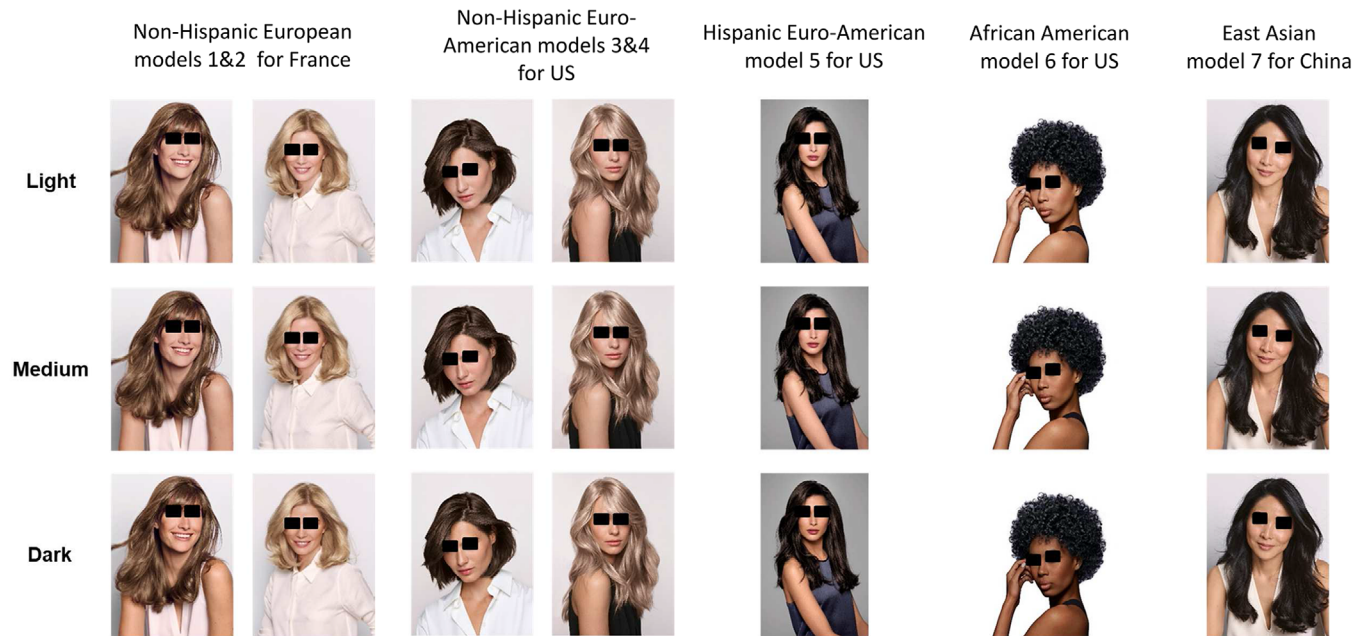 Non-Hispanic European
models 1&2 for France
Non-Hispanic Euro-
American models 3&4
for US
Hispanic Euro-American
model 5 for US
African American
model 6 for US
East Asian
model 7 for China
Light
Medium
Dark